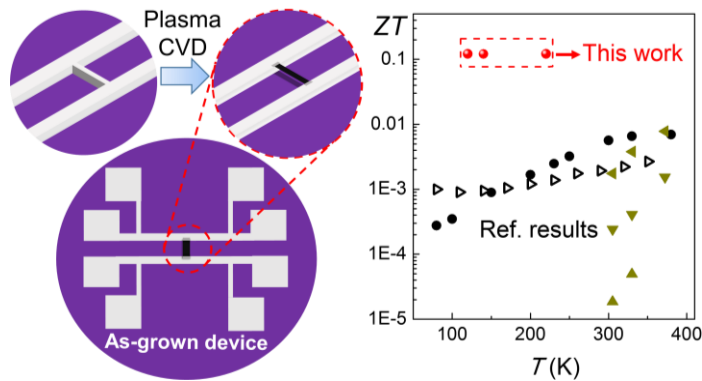 Plasma
CVD
As-grown device
ZT
0.1
0.01
1E-3
1E-4
1E-5
This work
Ref. results
100
200
300
400
T (K)